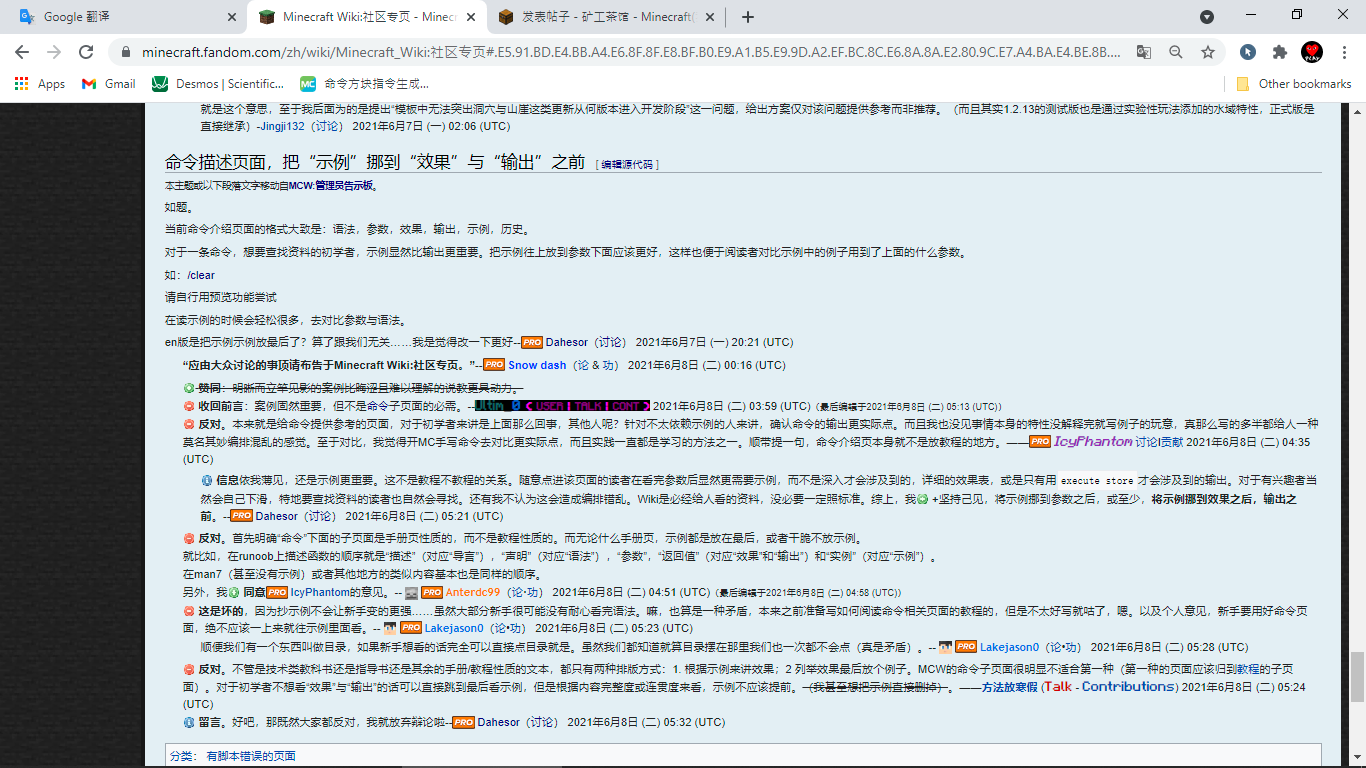 Google 翻译
Minecraft Wiki:社区专页 - Minecr
发表帖子 - 矿工茶馆 - Minecraft(
minecraft.fandom.com/zh/wiki/Minecraft_Wiki:社区专页#.E5.91.BD.E4.BB.A4.E6.8F.8F.E8.BF.B0.E9.A1.B5.E9.9D.A2.EF.BC.8C.E6.8A.8A.E2.80.9C.E7.A4.BA.E4.BE.8B....
Apps
Gmail
Desmos | Scientific...
命令方块指令生成...
Other bookmarks
就是这个意思，至于我后面为的是提出“模板中无法突出洞穴与山崖这类更新从何版本进入开发阶段”这一问题，给出方案仅对该问题提供参考而非推荐。（而且其实1.2.13的测试版也是通过实验性玩法添加的水域特性，正式版是
直接继承）-Jingji132（讨论） 2021年6月7日 (一) 02:06 (UTC)
命令描述页面，把“示例”挪到“效果”与“输出”之前 [ 编辑源代码 ]
本主题或以下段落文字移动自MCW:管理员告示板。
如题。
当前命令介绍页面的格式大致是：语法，参数，效果，输出，示例，历史。
对于一条命令，想要查找资料的初学者，示例显然比输出更重要。把示例往上放到参数下面应该更好，这样也便于阅读者对比示例中的例子用到了上面的什么参数。
如：/clear
请自行用预览功能尝试
在读示例的时候会轻松很多，去对比参数与语法。
en版是把示例示例放最后了？算了跟我们无关……我是觉得改一下更好--PRO Dahesor（讨论） 2021年6月7日 (一) 20:21 (UTC)
“应由大众讨论的事项请布告于Minecraft Wiki:社区专页。”--PRO Snow dash（论 & 功） 2021年6月8日 (二) 00:16 (UTC)
赞同：明晰而立竿见影的案例比晦涩且难以理解的说教更具动力。
收回前言：案例固然重要，但不是命令子页面的必需。--Ultim_0 < USER | TALK | CONT > 2021年6月8日 (二) 03:59 (UTC)（最后编辑于2021年6月8日 (二) 05:13 (UTC)）
反对。本来就是给命令提供参考的页面，对于初学者来讲是上面那么回事，其他人呢？针对不太依赖示例的人来讲，确认命令的输出更实际点。而且我也没见事情本身的特性没解释完就写例子的玩意，真那么写的多半都给人一种
莫名其妙编排混乱的感觉。至于对比，我觉得开MC手写命令去对比更实际点，而且实践一直都是学习的方法之一。顺带提一句，命令介绍页本身就不是放教程的地方。——PRO IcyPhantom 讨论I贡献 2021年6月8日 (二) 04:35
(UTC)
信息依我薄见，还是示例更重要。这不是教程不教程的关系。随意点进该页面的读者在看完参数后显然更需要示例，而不是深入才会涉及到的，详细的效果表，或是只有用 execute store 才会涉及到的输出。对于有兴趣者当
然会自己下滑，特地要查找资料的读者也自然会寻找。还有我不认为这会造成编排错乱。Wiki是必经给人看的资料，没必要一定照标准。综上，我 +坚持己见，将示例挪到参数之后，或至少，将示例挪到效果之后，输出之
前。--PRO Dahesor（讨论） 2021年6月8日 (二) 05:21 (UTC)
反对。首先明确“命令”下面的子页面是手册页性质的，而不是教程性质的。而无论什么手册页，示例都是放在最后，或者干脆不放示例。
就比如，在runoob上描述函数的顺序就是“描述”（对应“导言”），“声明”（对应“语法”），“参数”，“返回值”（对应“效果”和“输出”）和“实例”（对应“示例”）。
在man7（甚至没有示例）或者其他地方的类似内容基本也是同样的顺序。
另外，我 同意PRO IcyPhantom的意见。-- PRO Anterdc99（论·功） 2021年6月8日 (二) 04:51 (UTC)（最后编辑于2021年6月8日 (二) 04:58 (UTC)）
这是坏的，因为抄示例不会让新手变的更强……虽然大部分新手很可能没有耐心看完语法。嘛，也算是一种矛盾，本来之前准备写如何阅读命令相关页面的教程的，但是不太好写就咕了，嗯。以及个人意见，新手要用好命令页
面，绝不应该一上来就往示例里面看。-- PRO Lakejason0（论•功） 2021年6月8日 (二) 05:23 (UTC)
顺便我们有一个东西叫做目录，如果新手想看的话完全可以直接点目录就是。虽然我们都知道就算目录摆在那里我们也一次都不会点（真是矛盾）。-- PRO Lakejason0（论•功） 2021年6月8日 (二) 05:28 (UTC)
反对。不管是技术类教科书还是指导书还是其余的手册/教程性质的文本，都只有两种排版方式：1. 根据示例来讲效果；2 列举效果最后放个例子。MCW的命令子页面很明显不适合第一种（第一种的页面应该归到教程的子页
面）。对于初学者不想看“效果”与“输出”的话可以直接跳到最后看示例，但是根据内容完整度或连贯度来看，示例不应该提前。（我甚至想把示例直接删掉）。——方法放寒假 (Talk - Contributions) 2021年6月8日 (二) 05:24
(UTC)
留言。好吧，那既然大家都反对，我就放弃辩论啦--PRO Dahesor（讨论） 2021年6月8日 (二) 05:32 (UTC)
分类： 有脚本错误的页面